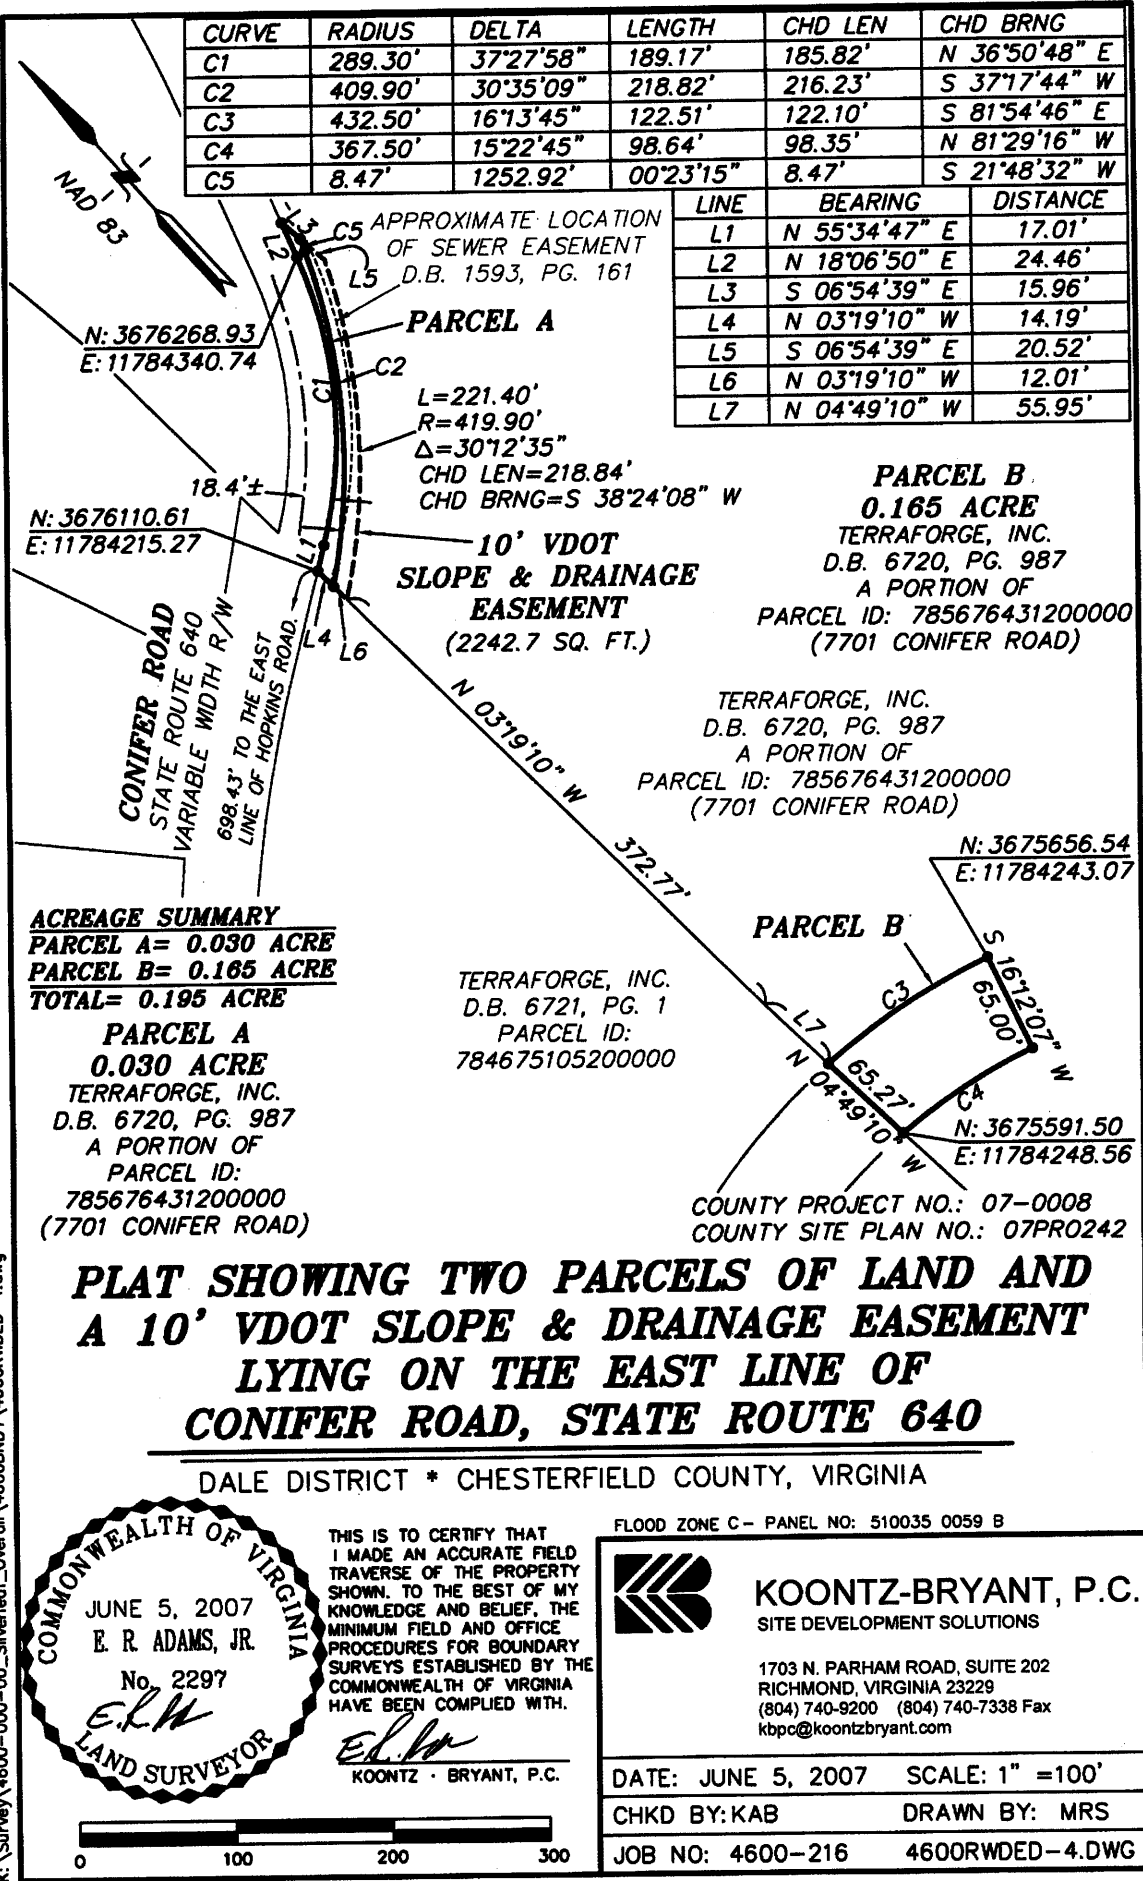 CURVE RADIUS DELTA LENGTH CHD LEN CHD BRNG
C1 289.30' 37°27'58" 189.17' 185.82' N 36°50'48" E
C2 409.90' 30°35'09" 218.82' 216.23' S 37°17'44" W
C3 432.50' 16°13'45" 122.51' 122.10' S 81°54'46" E
C4 367.50' 15°22'45" 98.64' 98.35' N 81°29'16" W
C5 8.47' 1252.92' 00°23'15" 8.47' S 21°48'32" W
LINE BEARING DISTANCE
L1 N 55°34'47" E 17.01'
L2 N 18°06'50" E 24.46'
L3 S 06°54'39" E 15.96'
L4 N 03°19'10" W 14.19'
L5 S 06°54'39" E 20.52'
L6 N 03°19'10" W 12.01'
L7 N 04°49'10" W 55.95'
N
NAD 83
L3
L2
C5
L5
APPROXIMATE LOCATION
OF SEWER EASEMENT
D.B. 1593, PG. 161
PARCEL A
N: 3676268.93
E: 11784340.74
C1
C2
L=221.40'
R=419.90'
Δ=30°12'35"
CHD LEN=218.84'
CHD BRNG=S 38°24'08" W
18.4'±
N: 3676110.61
E: 11784215.27
L1
10' VDOT
SLOPE & DRAINAGE
EASEMENT
(2242.7 SQ. FT.)
L4
L6
PARCEL B
0.165 ACRE
TERRAFORGE, INC.
D.B. 6720, PG. 987
A PORTION OF
PARCEL ID: 785676431200000
(7701 CONIFER ROAD)
CONIFER ROAD
STATE ROUTE 640
VARIABLE WIDTH R/W
698.43' TO THE EAST
LINE OF HOPKINS ROAD.
N 03°19'10" W
372.77'
TERRAFORGE, INC.
D.B. 6720, PG. 987
A PORTION OF
PARCEL ID: 785676431200000
(7701 CONIFER ROAD)
N: 3675656.54
E: 11784243.07
PARCEL B
C3
S 16°12'07" W
65.00'
L7
65.27'
N 04°49'10" W
C4
N: 3675591.50
E: 11784248.56
ACREAGE SUMMARY
PARCEL A= 0.030 ACRE
PARCEL B= 0.165 ACRE
TOTAL= 0.195 ACRE
PARCEL A
0.030 ACRE
TERRAFORGE, INC.
D.B. 6720, PG. 987
A PORTION OF
PARCEL ID:
785676431200000
(7701 CONIFER ROAD)
TERRAFORGE, INC.
D.B. 6721, PG. 1
PARCEL ID:
784675105200000
COUNTY PROJECT NO.: 07-0008
COUNTY SITE PLAN NO.: 07PR0242
PLAT SHOWING TWO PARCELS OF LAND AND
A 10' VDOT SLOPE & DRAINAGE EASEMENT
LYING ON THE EAST LINE OF
CONIFER ROAD, STATE ROUTE 640
DALE DISTRICT * CHESTERFIELD COUNTY, VIRGINIA
COMMONWEALTH OF VIRGINIA
JUNE 5, 2007
E. R. ADAMS, JR.
No. 2297
LAND SURVEYOR
THIS IS TO CERTIFY THAT
I MADE AN ACCURATE FIELD
TRAVERSE OF THE PROPERTY
SHOWN. TO THE BEST OF MY
KNOWLEDGE AND BELIEF, THE
MINIMUM FIELD AND OFFICE
PROCEDURES FOR BOUNDARY
SURVEYS ESTABLISHED BY THE
COMMONWEALTH OF VIRGINIA
HAVE BEEN COMPLIED WITH.
KOONTZ - BRYANT, P.C.
0 100 200 300
FLOOD ZONE C- PANEL NO: 510035 0059 B
KOONTZ-BRYANT, P.C.
SITE DEVELOPMENT SOLUTIONS
1703 N. PARHAM ROAD, SUITE 202
RICHMOND, VIRGINIA 23229
(804) 740-9200 (804) 740-7338 Fax
kbpc@koontzbryant.com
DATE: JUNE 5, 2007 SCALE: 1" =100'
CHKD BY: KAB DRAWN BY: MRS
JOB NO: 4600-216 4600RWDED-4.DWG